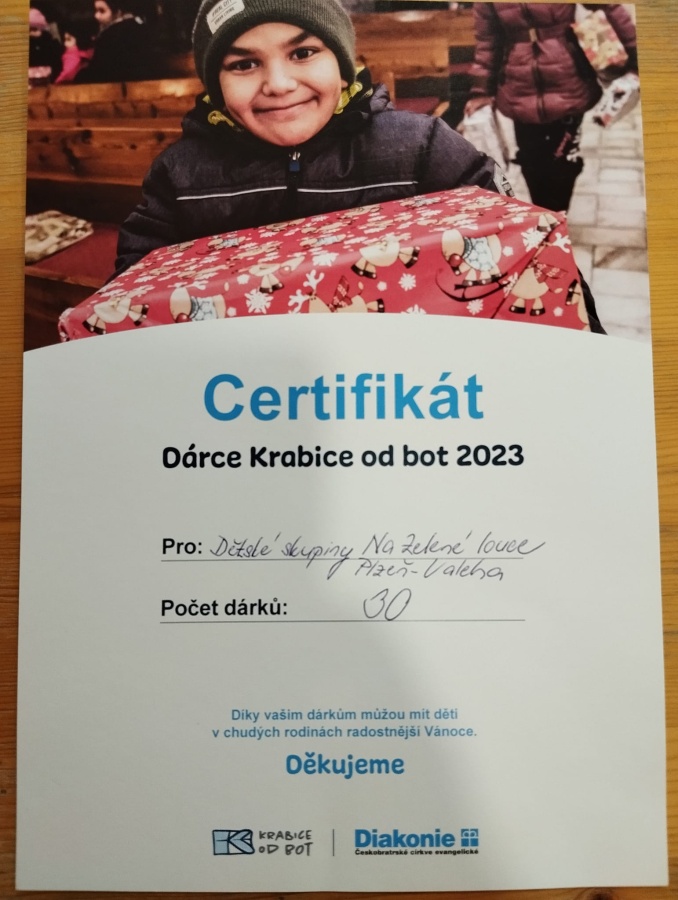 Certifikát
Dárce Krabice od bot 2023
Pro: Dětské skupiny Na Zelené louce
Plzeň-Valcha
Počet dárků: 30
Díky vašim dárkům můžou mít děti
v chudých rodinách radostnější Vánoce.
Děkujeme
KRABICE
OD BOT
Diakonie
Českobratrské církve evangelické